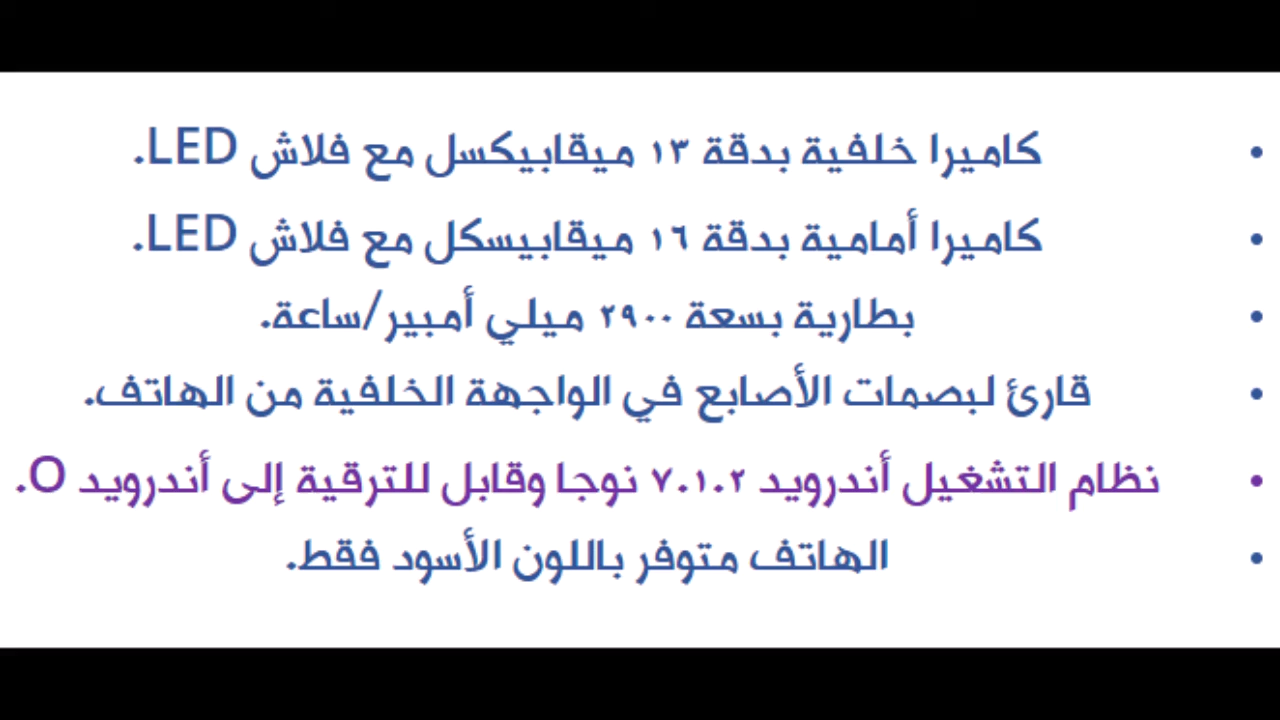 • كاميرا خلفية بدقة ١٣ ميقابيكسل مع فلاش LED.
• كاميرا أمامية بدقة ١٦ ميقابيسكل مع فلاش LED.
• بطارية بسعة ٢٩٠٠ ميلي أمبير/ساعة.
• قارئ لبصمات الأصابع في الواجهة الخلفية من الهاتف.
• نظام التشغيل أندرويد ٧.١.٢ نوجا وقابل للترقية إلى أندرويد O.
• الهاتف متوفر باللون الأسود فقط.